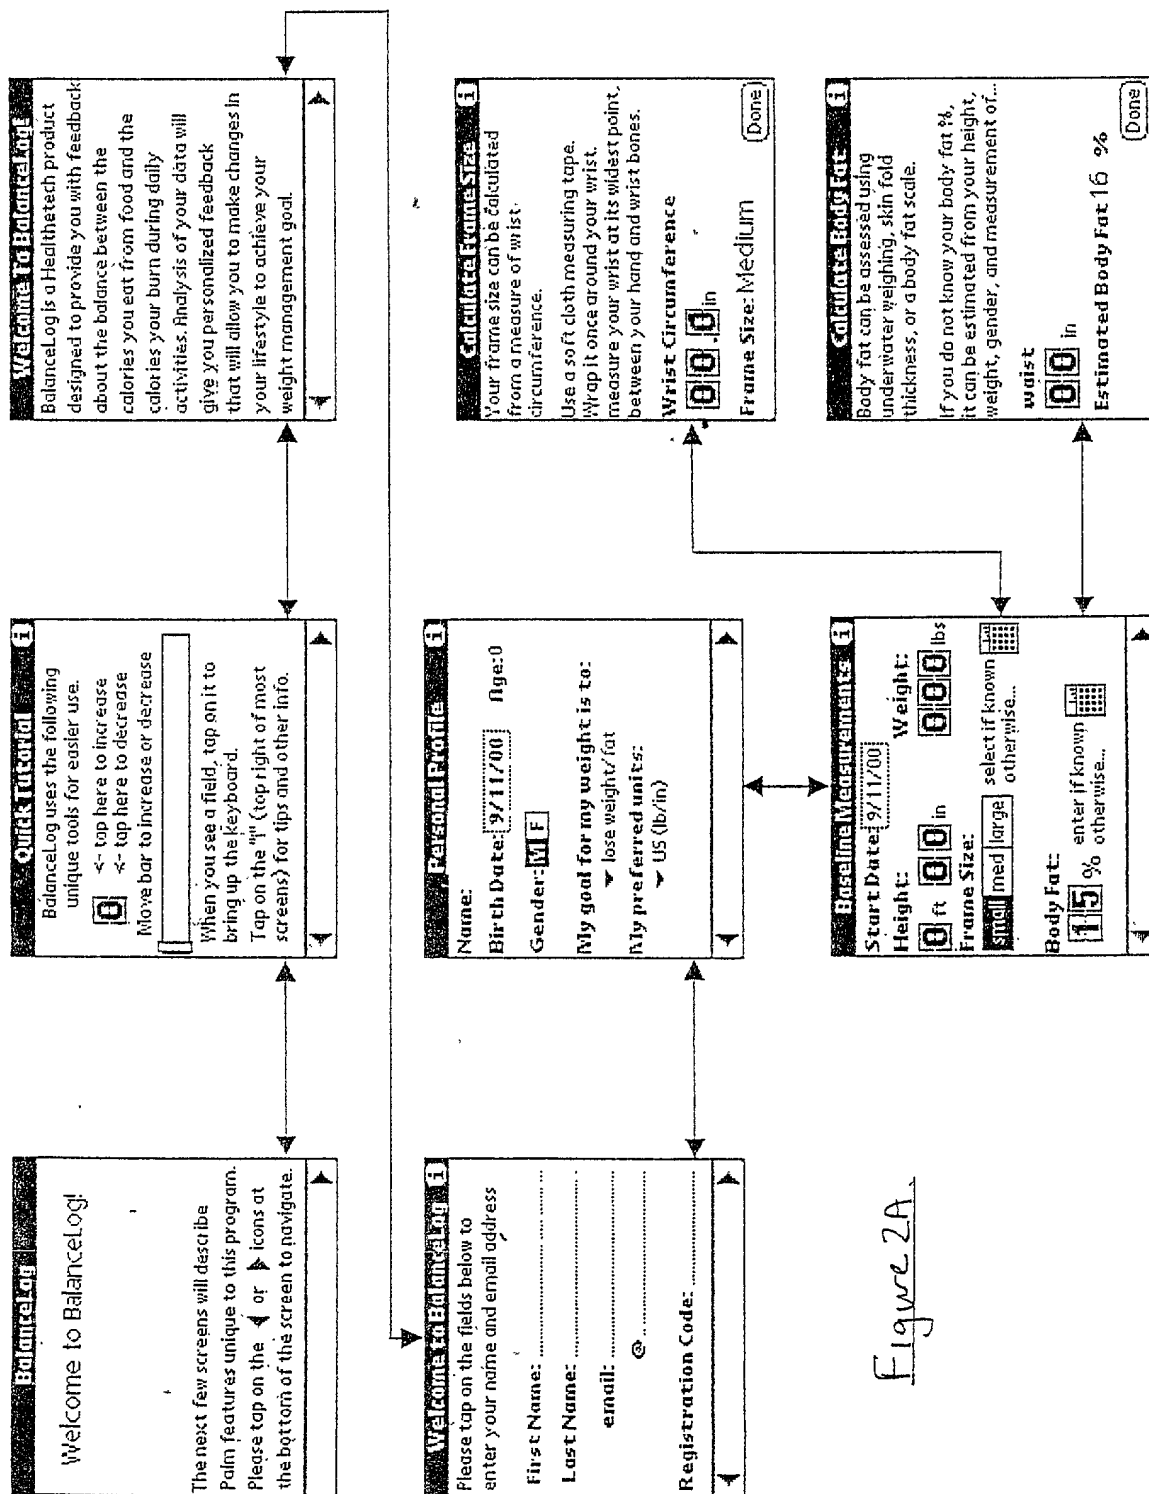 BalanceLog
Welcome to BalanceLog!
The next few screens will describe
Palm features unique to this program.
Please tap on the ◀ or ▶ icons at
the bottom of the screen to navigate.
Quick Tutorial i
BalanceLog uses the following
unique tools for easier use.
0 <- tap here to increase
<- tap here to decrease
Move bar to increase or decrease
When you see a field, tap on it to
bring up the keyboard.
Tap on the "i" (top right of most
screens) for tips and other info.
Welcome to BalanceLog!
BalanceLog is a Healthetech product
designed to provide you with feedback
about the balance between the
calories you eat from food and the
calories your burn during daily
activities. Analysis of your data will
give you personalized feedback
that will allow you to make changes in
your lifestyle to achieve your
weight management goal.
Welcome to BalanceLog i
Please tap on the fields below to
enter your name and email address
First Name:
Last Name:
email:
@
Registration Code:
Personal Profile i
Name:
Birth Date: 9/11/00 Age:0
Gender: M F
My goal for my weight is to:
▼ lose weight/fat
My preferred units:
▼ US (lb/in)
Calculate Frame Size i
Your frame size can be calculated
from a measure of wrist
circumference.
Use a soft cloth measuring tape.
Wrap it once around your wrist.
measure your wrist at its widest point,
between your hand and wrist bones.
Wrist Circumference
00.0 in
Frame Size: Medium
Done
Baseline Measurements i
Start Date: 9/11/00
Height: Weight:
0 ft 00 in 000 lbs
Frame Size:
small med large select if known
otherwise...
Body Fat:
15 % enter if known
otherwise...
Calculate Body Fat i
Body fat can be assessed using
underwater weighing, skin fold
thickness, or a body fat scale.
If you do not know your body fat %,
it can be estimated from your height,
weight, gender, and measurement of...
waist
00 in
Estimated Body Fat 16 %
Done
Figure 2A.